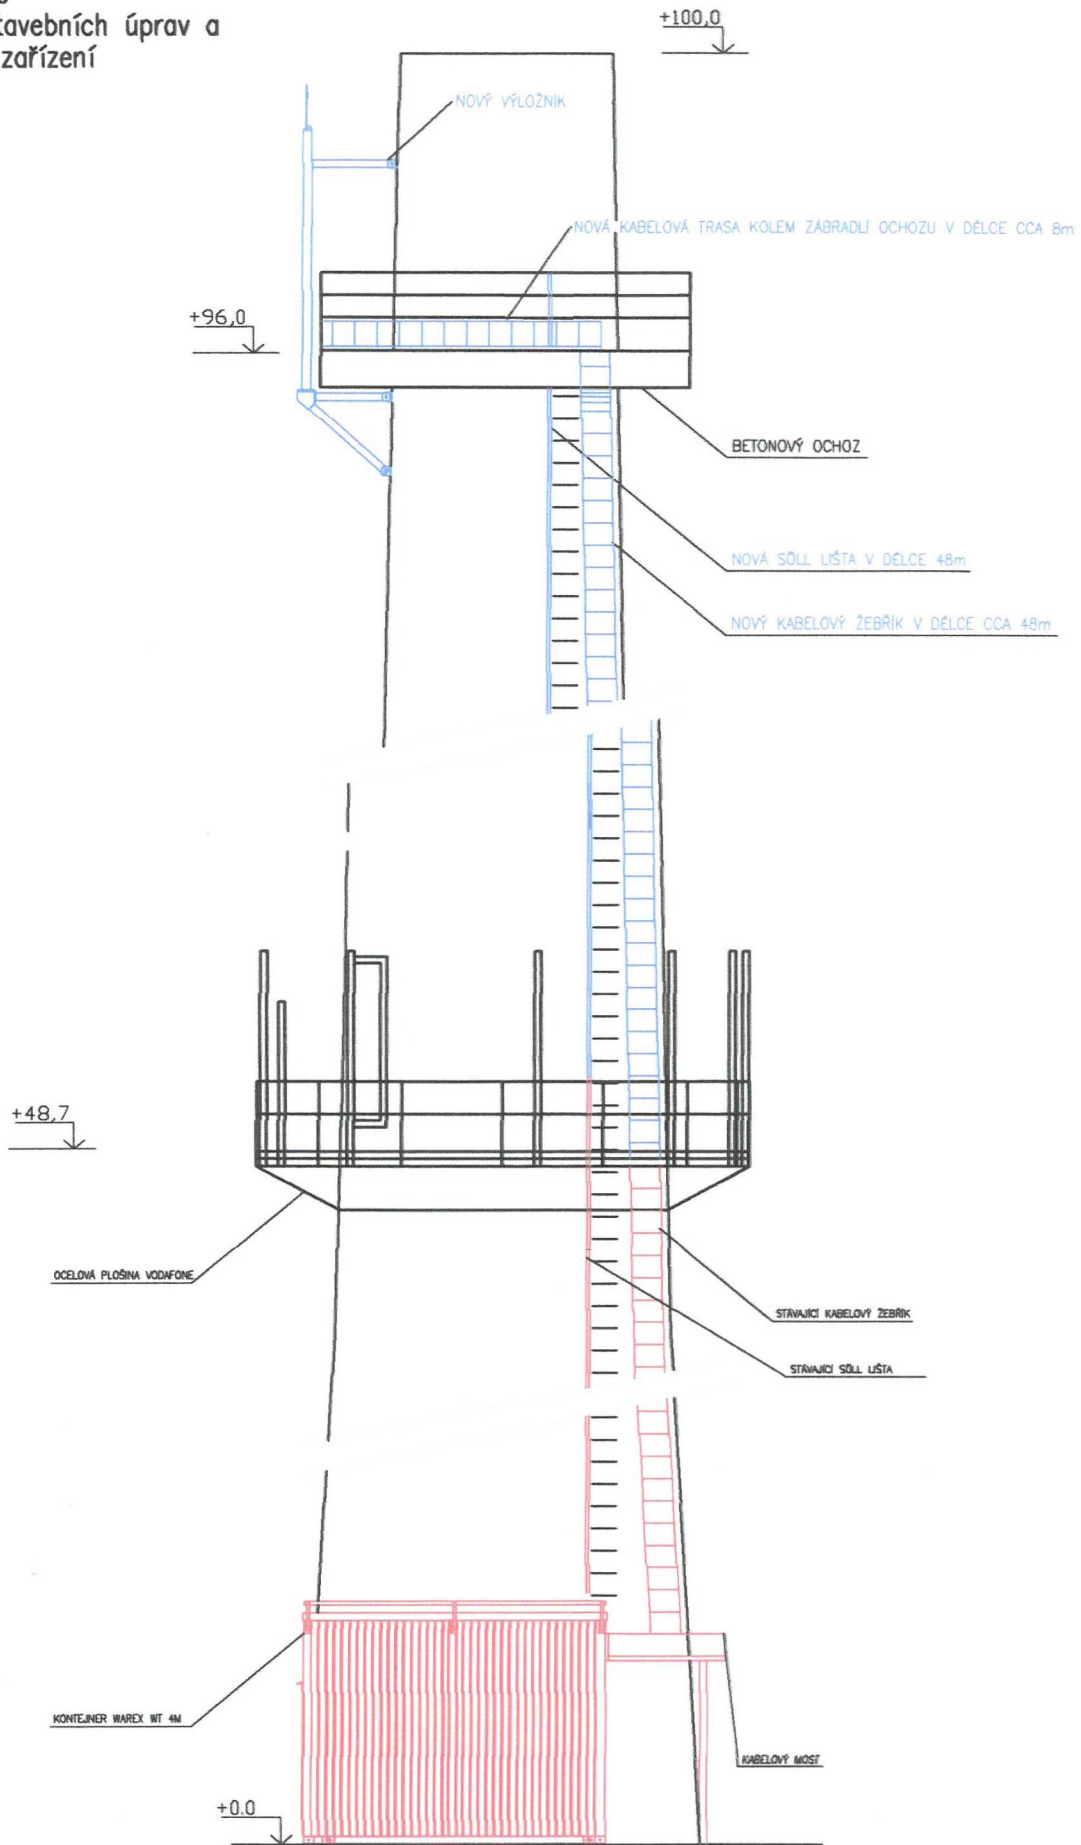 tavebních úprav a
zařízení
+100,0
NOVÝ VÝLOŽNÍK
NOVÁ KABELOVÁ TRASA KOLEM ZÁBRADLÍ OCHOZU V DÉLCE CCA 8m
+96,0
BETONOVÝ OCHOZ
NOVÁ SÖLL LIŠTA V DÉLCE 48m
NOVÝ KABELOVÝ ŽEBŘÍK V DÉLCE CCA 48m
+48,7
OCELOVÁ PLOŠINA VODAFONE
STÁVAJÍCÍ KABELOVÝ ŽEBŘÍK
STÁVAJÍCÍ SÖLL LIŠTA
KONTEJNER WAREX WT 4M
KABELOVÝ MOST
+0.0